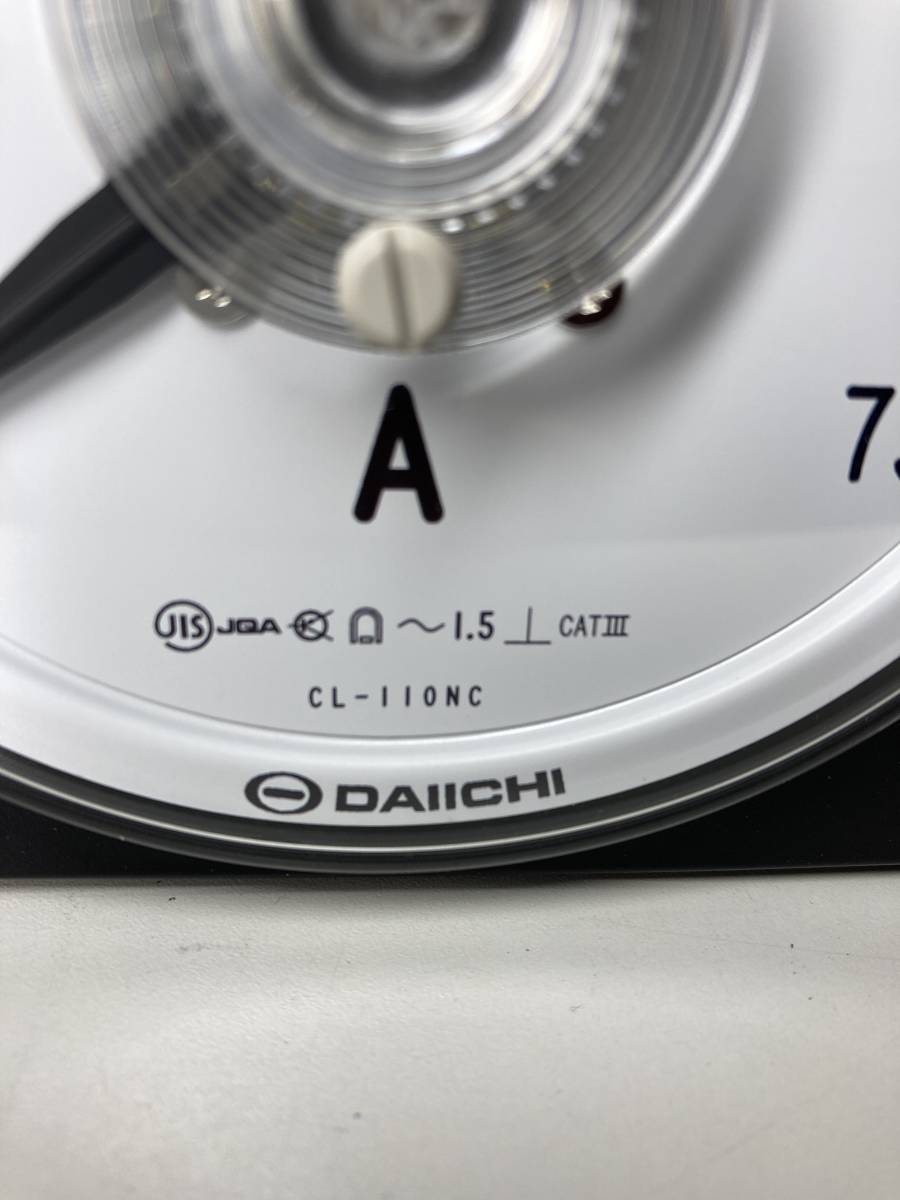 A
7
JIS JQA ~ 1.5 CAT III
CL-110NC
DAIICHI